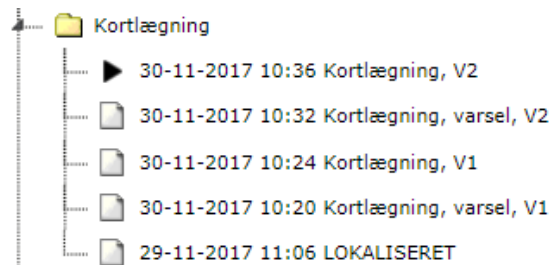 Kortlægning
30-11-2017 10:36 Kortlægning, V2
30-11-2017 10:32 Kortlægning, varsel, V2
30-11-2017 10:24 Kortlægning, V1
30-11-2017 10:20 Kortlægning, varsel, V1
29-11-2017 11:06 LOKALISERET